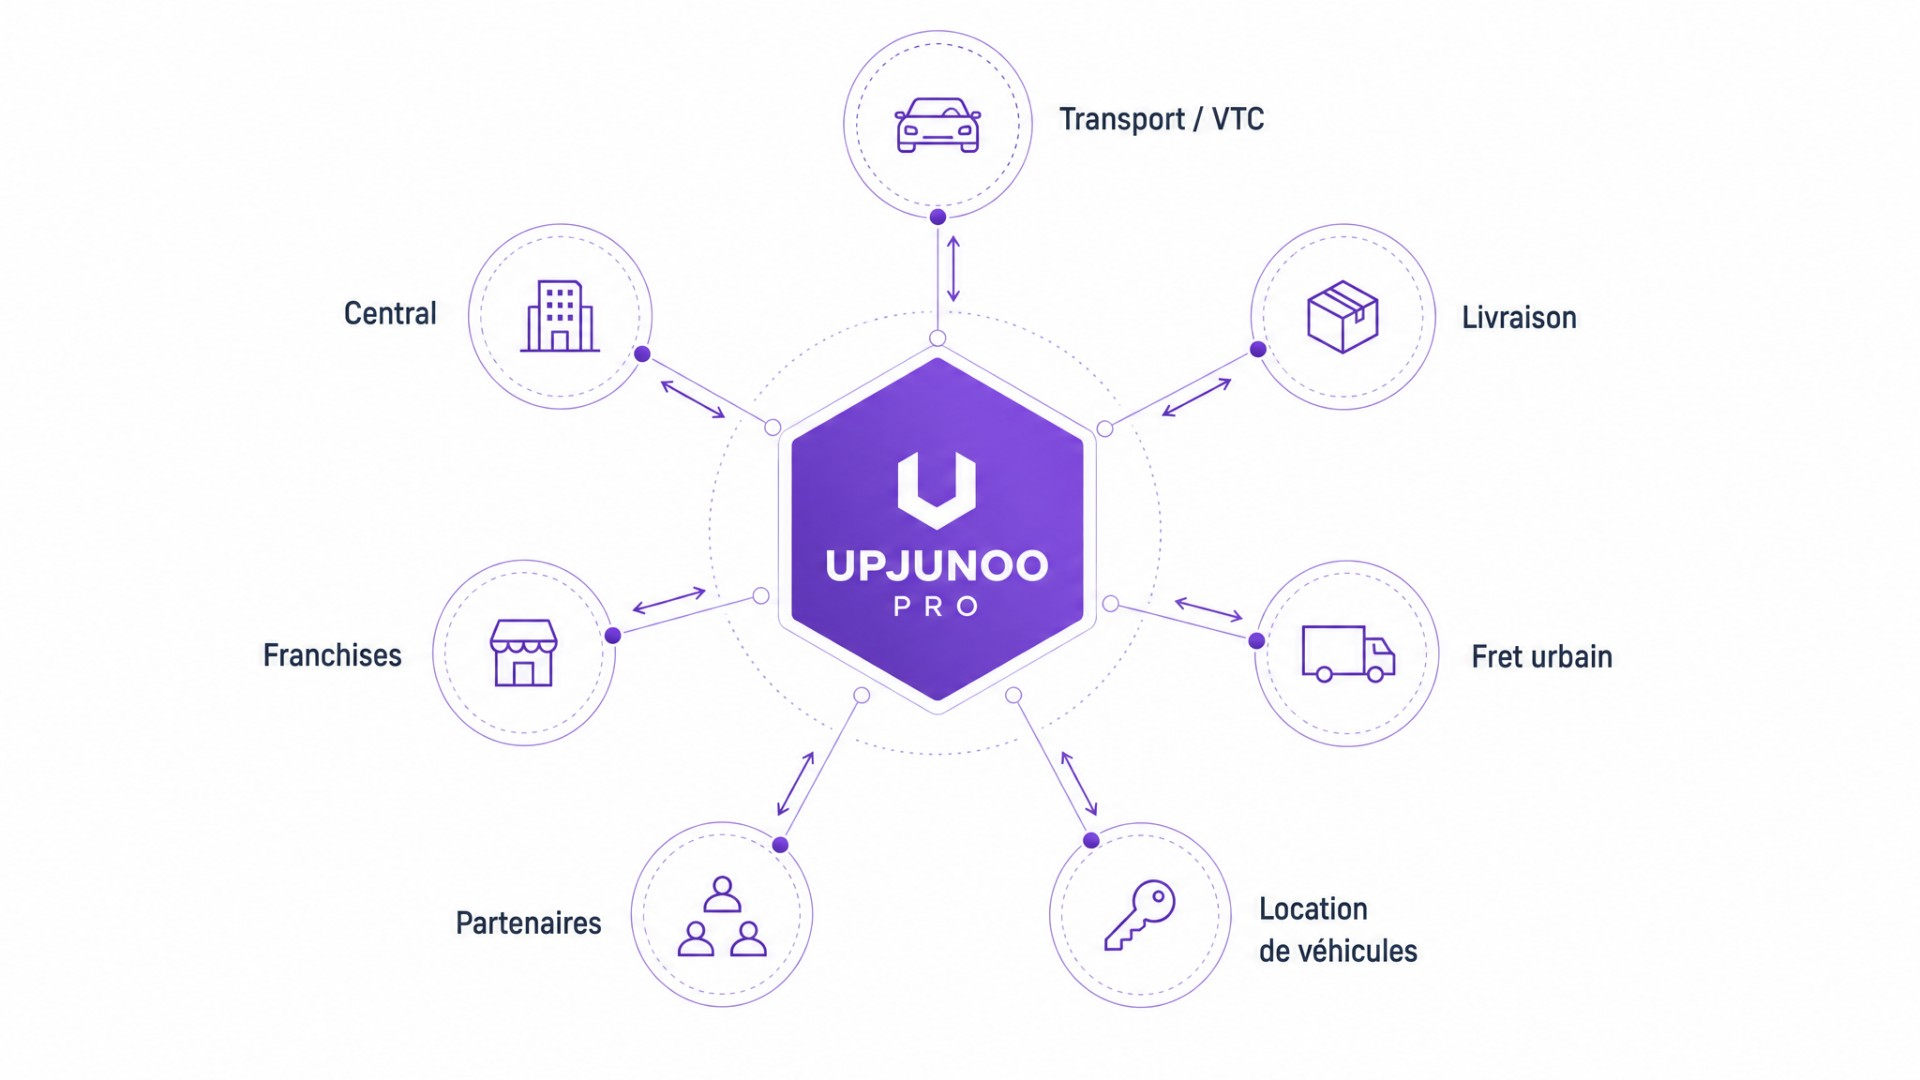 Transport / VTC
Central
Livraison
UPJUNOO
PRO
Franchises
Fret urbain
Partenaires
Location
de véhicules